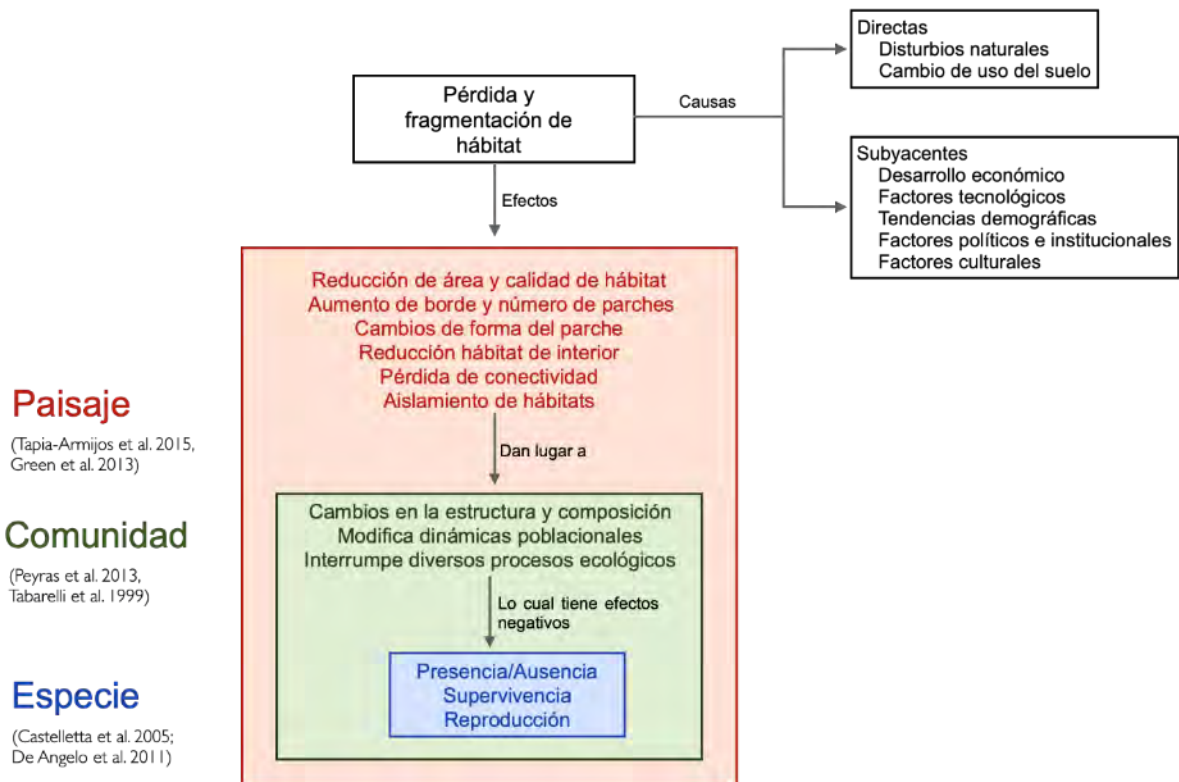 Directas
Disturbios naturales
Cambio de uso del suelo
Pérdida y
fragmentación de
hábitat
Causas
Subyacentes
Desarrollo económico
Factores tecnológicos
Tendencias demográficas
Factores políticos e institucionales
Factores culturales
Efectos
Reducción de área y calidad de hábitat
Aumento de borde y número de parches
Cambios de forma del parche
Reducción hábitat de interior
Pérdida de conectividad
Aislamiento de hábitats
Paisaje
(Tapia-Armijos et al. 2015,
Green et al. 2013)
Dan lugar a
Cambios en la estructura y composición
Modifica dinámicas poblacionales
Interrumpe diversos procesos ecológicos
Comunidad
(Peyras et al. 2013,
Tabarelli et al. 1999)
Lo cual tiene efectos
negativos
Presencia/Ausencia
Supervivencia
Reproducción
Especie
(Castelletta et al. 2005;
De Angelo et al. 2011)